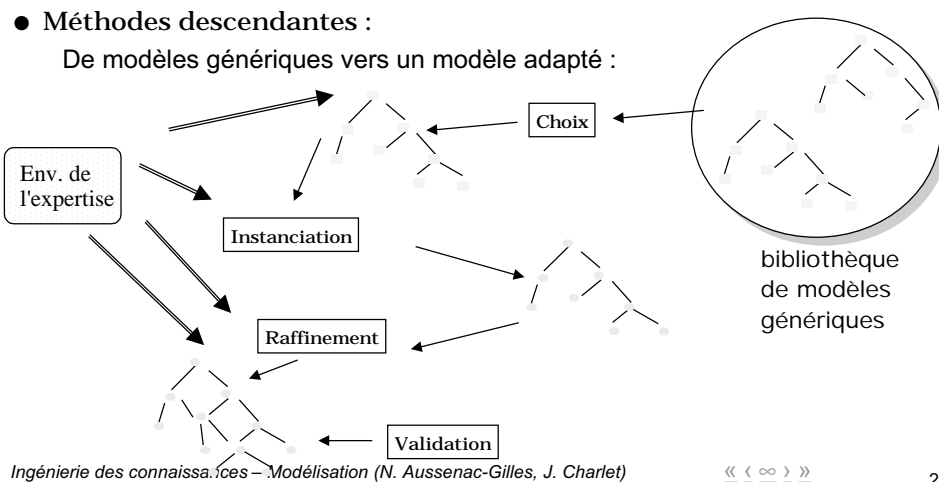 ● Méthodes descendantes :
De modèles génériques vers un modèle adapté :
Choix
Env. de
l'expertise
Instanciation
bibliothèque
de modèles
génériques
Raffinement
Validation
Ingénierie des connaissances – Modélisation (N. Aussenac-Gilles, J. Charlet)
« ‹ ∞ › »
2